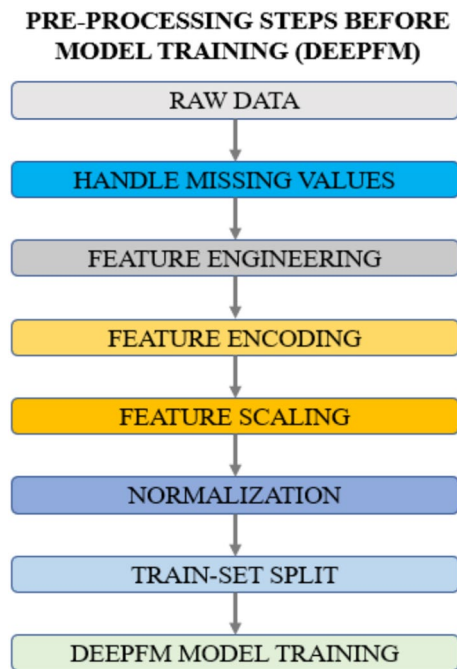 PRE-PROCESSING STEPS BEFORE
MODEL TRAINING (DEEPFM)
RAW DATA
HANDLE MISSING VALUES
FEATURE ENGINEERING
FEATURE ENCODING
FEATURE SCALING
NORMALIZATION
TRAIN-SET SPLIT
DEEPFM MODEL TRAINING